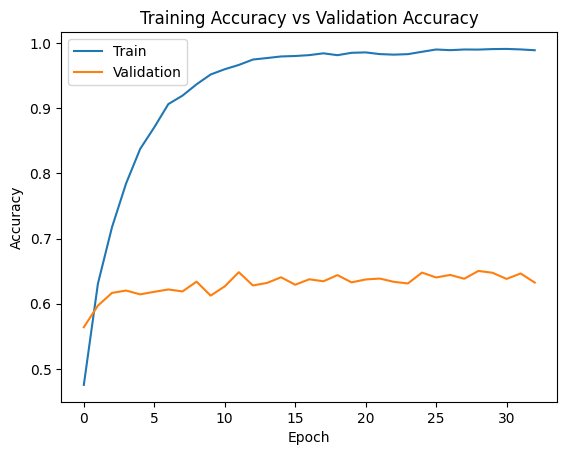 Training Accuracy vs Validation Accuracy
Train
Validation
1.0
0.9
0.8
0.7
0.6
0.5
Accuracy
0 5 10 15 20 25 30
Epoch